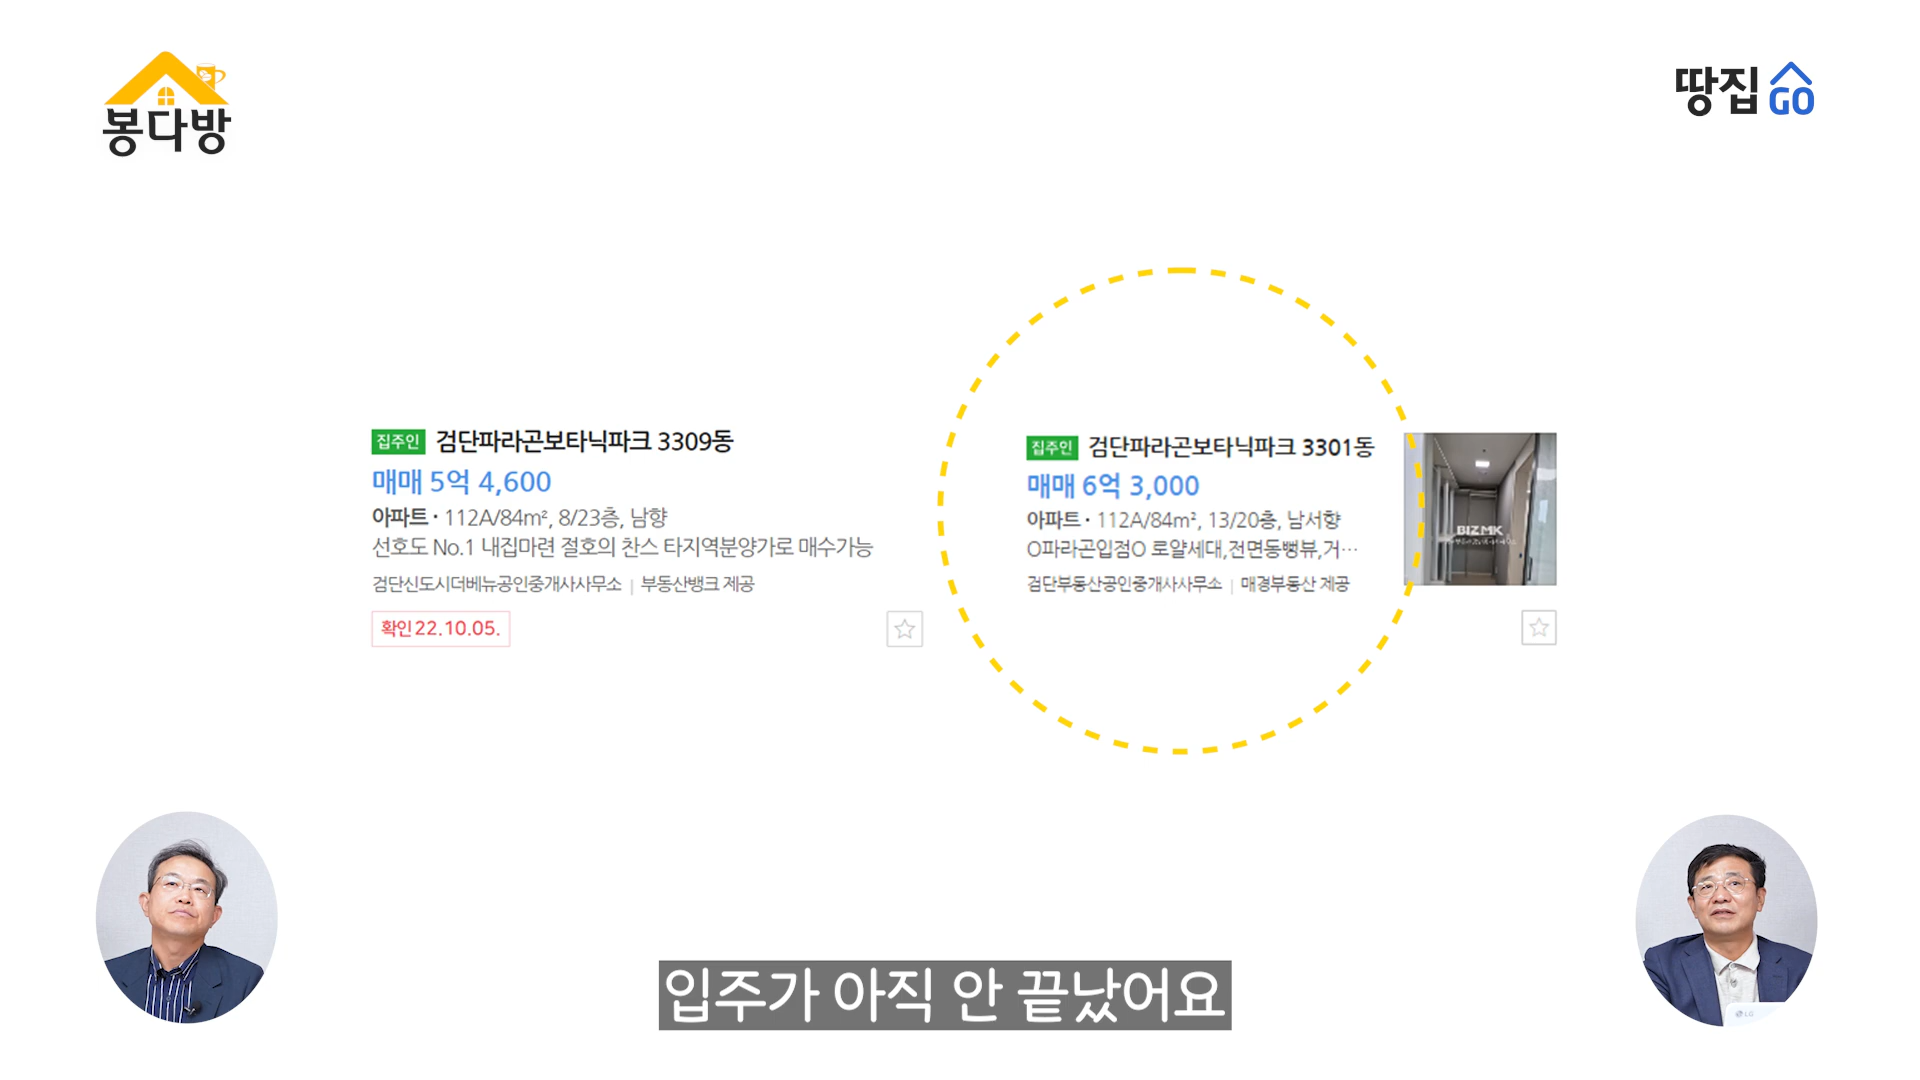 봉다방
땅집GO
집주인 검단파라곤보타닉파크 3309동
매매 5억 4,600
아파트 · 112A/84m², 8/23층, 남향
선호도 No.1 내집마련 절호의 찬스 타지역분양가로 매수가능
검단신도시더베뉴공인중개사사무소 | 부동산뱅크 제공
확인 22.10.05.
집주인 검단파라곤보타닉파크 3301동
매매 6억 3,000
아파트 · 112A/84m², 13/20층, 남서향
O파라곤입점O 로얄세대,전면동뻥뷰,거…
검단부동산공인중개사사무소 | 매경부동산 제공
BIZMK
LG
입주가 아직 안 끝났어요